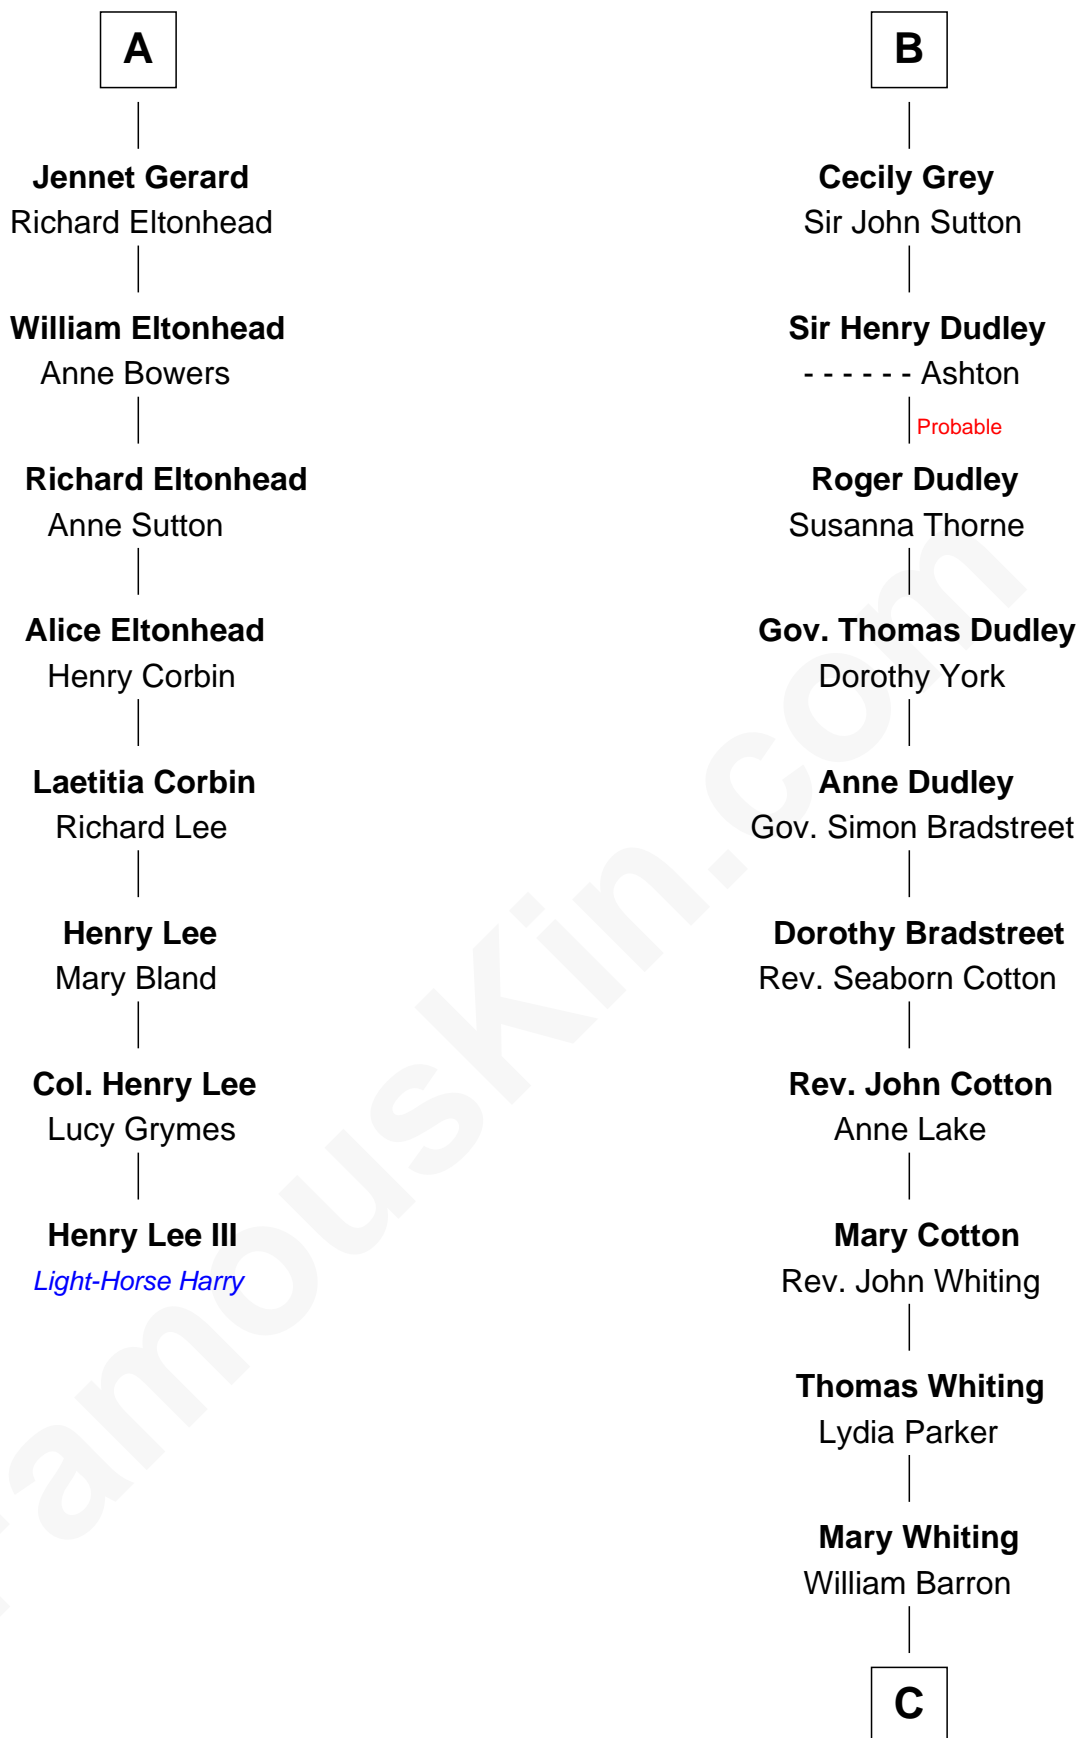 A
Jennet Gerard
Richard Eltonhead
William Eltonhead
Anne Bowers
Richard Eltonhead
Anne Sutton
Alice Eltonhead
Henry Corbin
Laetitia Corbin
Richard Lee
Henry Lee
Mary Bland
Col. Henry Lee
Lucy Grymes
Henry Lee III
Light-Horse Harry
B
Cecily Grey
Sir John Sutton
Sir Henry Dudley
- - - - - - Ashton
Probable
Roger Dudley
Susanna Thorne
Gov. Thomas Dudley
Dorothy York
Anne Dudley
Gov. Simon Bradstreet
Dorothy Bradstreet
Rev. Seaborn Cotton
Rev. John Cotton
Anne Lake
Mary Cotton
Rev. John Whiting
Thomas Whiting
Lydia Parker
Mary Whiting
William Barron
C
FamousKin.com